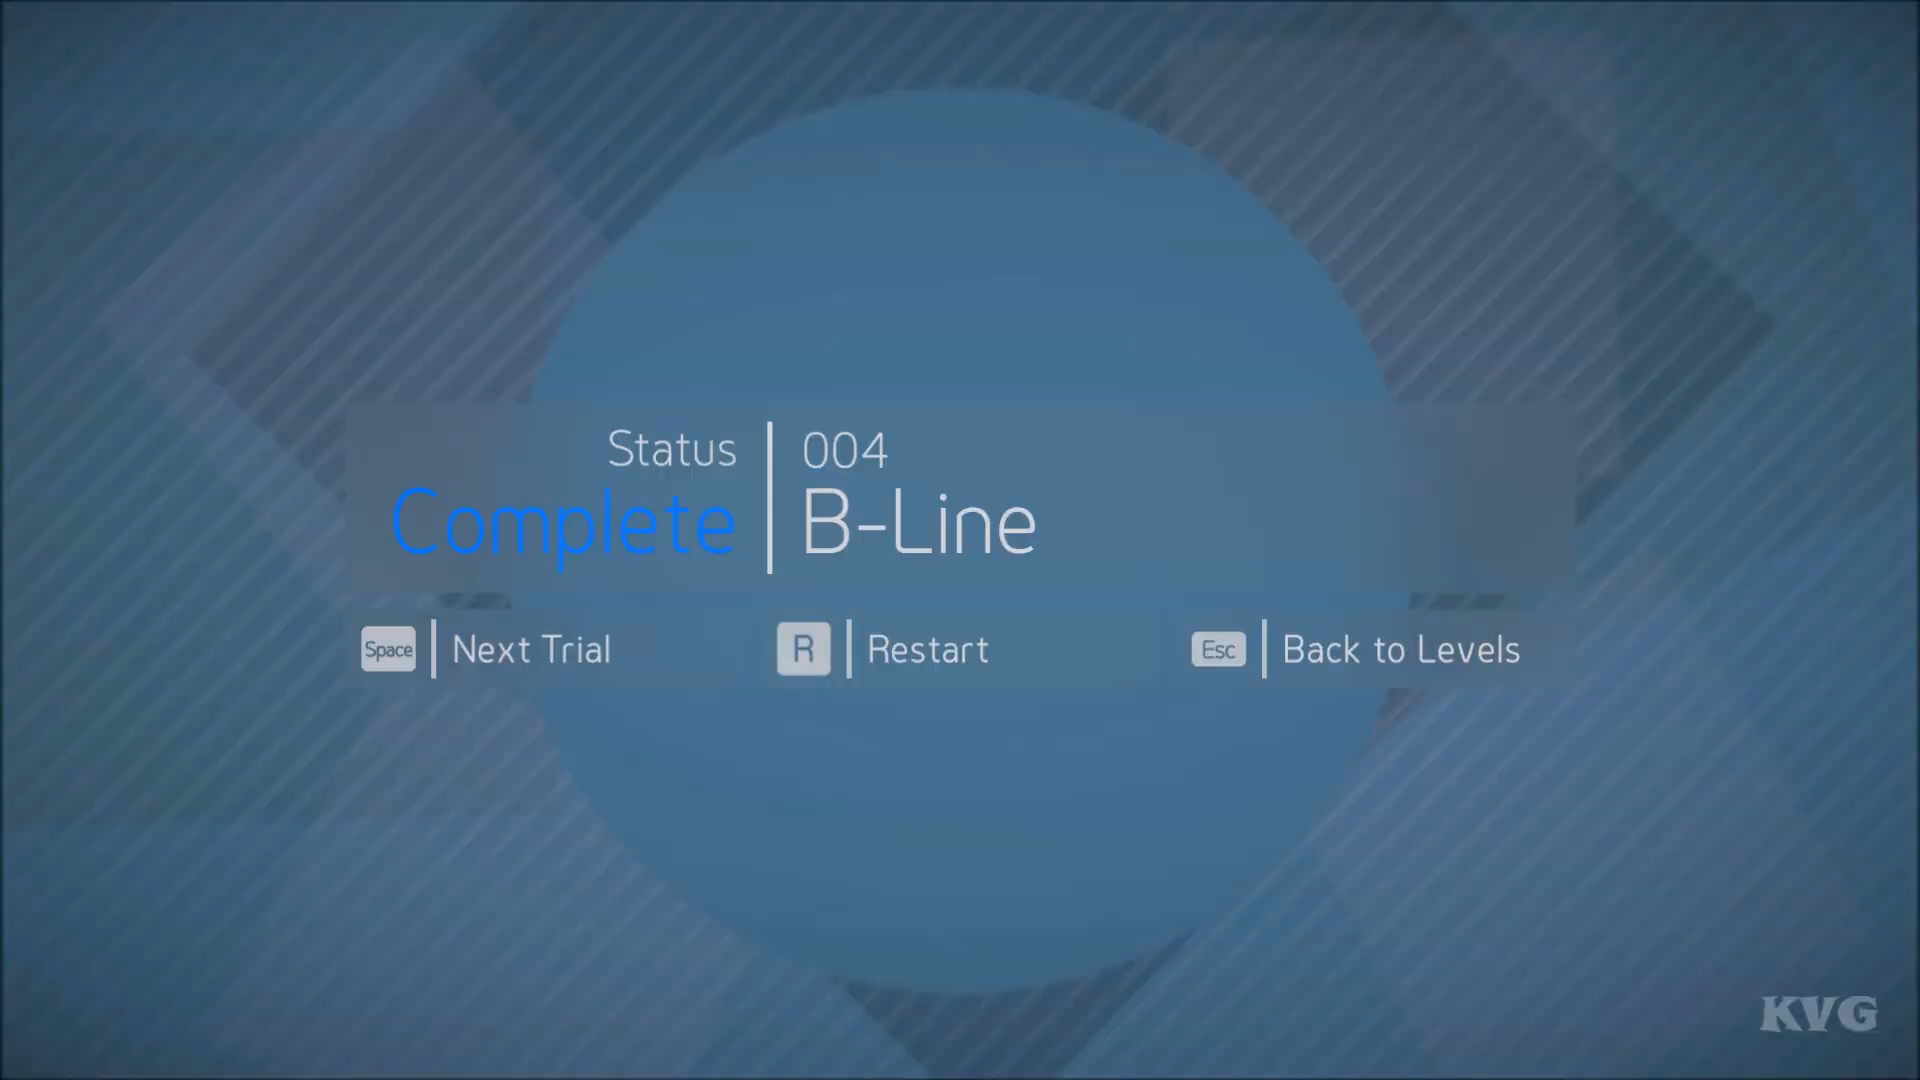 Status
Complete
004
B-Line
Space
Next Trial
R
Restart
Esc
Back to Levels
KVG